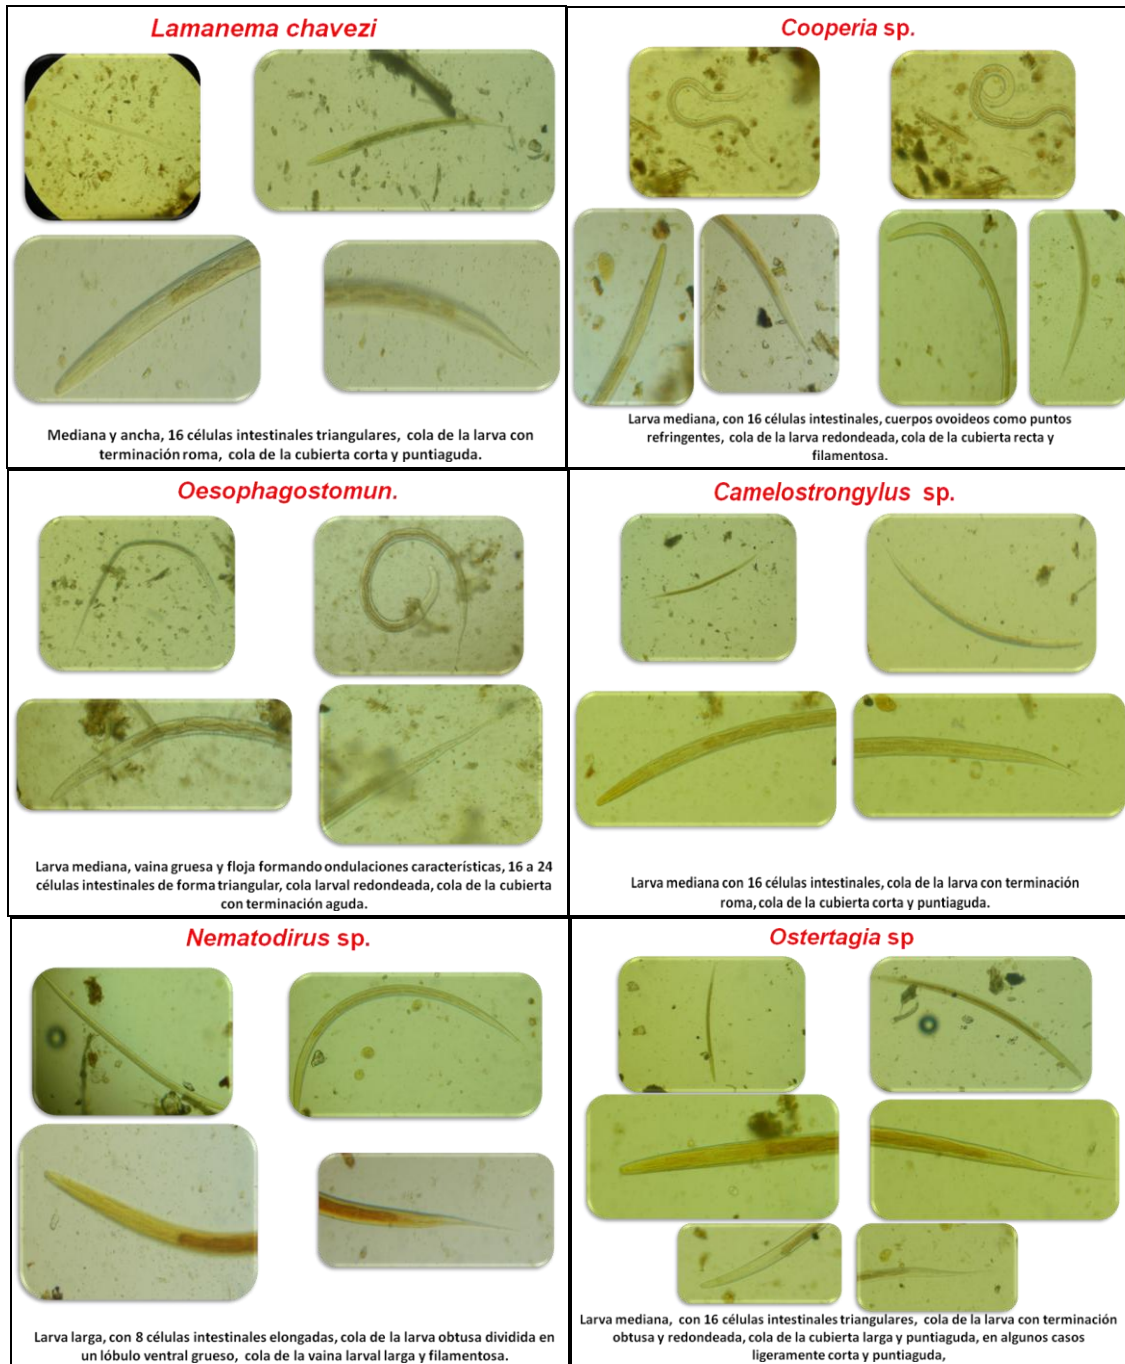 Lamanema chavezi
Mediana y ancha, 16 células intestinales triangulares, cola de la larva con
terminación roma, cola de la cubierta corta y puntiaguda.
Cooperia sp.
Larva mediana, con 16 células intestinales, cuerpos ovoideos como puntos
refringentes, cola de la larva redondeada, cola de la cubierta recta y
filamentosa.
Oesophagostomun.
Larva mediana, vaina gruesa y floja formando ondulaciones características, 16 a 24
células intestinales de forma triangular, cola larval redondeada, cola de la cubierta
con terminación aguda.
Camelostrongylus sp.
Larva mediana con 16 células intestinales, cola de la larva con terminación
roma, cola de la cubierta corta y puntiaguda.
Nematodirus sp.
Larva larga, con 8 células intestinales elongadas, cola de la larva obtusa dividida en
un lóbulo ventral grueso, cola de la vaina larval larga y filamentosa.
Ostertagia sp
Larva mediana, con 16 células intestinales triangulares, cola de la larva con terminación
obtusa y redondeada, cola de la cubierta larga y puntiaguda, en algunos casos
ligeramente corta y puntiaguda,